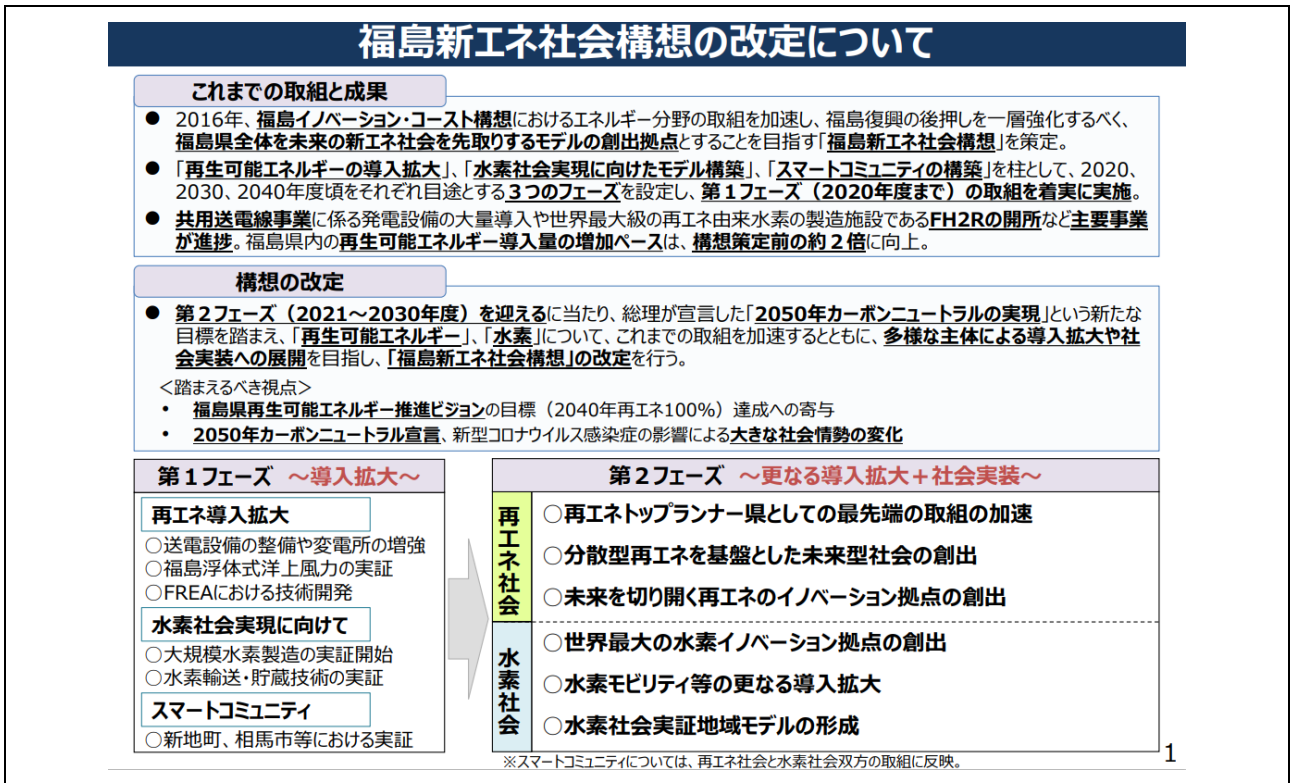 福島新エネ社会構想の改定について
これまでの取組と成果
● 2016年、福島イノベーション・コースト構想におけるエネルギー分野の取組を加速し、福島復興の後押しを一層強化するべく、
福島県全体を未来の新エネ社会を先取りするモデルの創出拠点とすることを目指す「福島新エネ社会構想」を策定。
● 「再生可能エネルギーの導入拡大」、「水素社会実現に向けたモデル構築」、「スマートコミュニティの構築」を柱として、2020、
2030、2040年度頃をそれぞれ目途とする３つのフェーズを設定し、第１フェーズ（2020年度まで）の取組を着実に実施。
● 共用送電線事業に係る発電設備の大量導入や世界最大級の再エネ由来水素の製造施設であるFH2Rの開所など主要事業
が進捗。福島県内の再生可能エネルギー導入量の増加ペースは、構想策定前の約２倍に向上。
構想の改定
● 第２フェーズ（2021～2030年度）を迎えるに当たり、総理が宣言した「2050年カーボンニュートラルの実現」という新たな
目標を踏まえ、「再生可能エネルギー」、「水素」について、これまでの取組を加速するとともに、多様な主体による導入拡大や社
会実装への展開を目指し、「福島新エネ社会構想」の改定を行う。
＜踏まえるべき視点＞
• 福島県再生可能エネルギー推進ビジョンの目標（2040年再エネ100%）達成への寄与
• 2050年カーボンニュートラル宣言、新型コロナウイルス感染症の影響による大きな社会情勢の変化
第１フェーズ ～導入拡大～
再エネ導入拡大
○送電設備の整備や変電所の増強
○福島浮体式洋上風力の実証
○FREAにおける技術開発
水素社会実現に向けて
○大規模水素製造の実証開始
○水素輸送・貯蔵技術の実証
スマートコミュニティ
○新地町、相馬市等における実証
第２フェーズ ～更なる導入拡大＋社会実装～
再エネ社会
○再エネトップランナー県としての最先端の取組の加速
○分散型再エネを基盤とした未来型社会の創出
○未来を切り開く再エネのイノベーション拠点の創出
水素社会
○世界最大の水素イノベーション拠点の創出
○水素モビリティ等の更なる導入拡大
○水素社会実証地域モデルの形成
※スマートコミュニティについては、再エネ社会と水素社会双方の取組に反映。
1